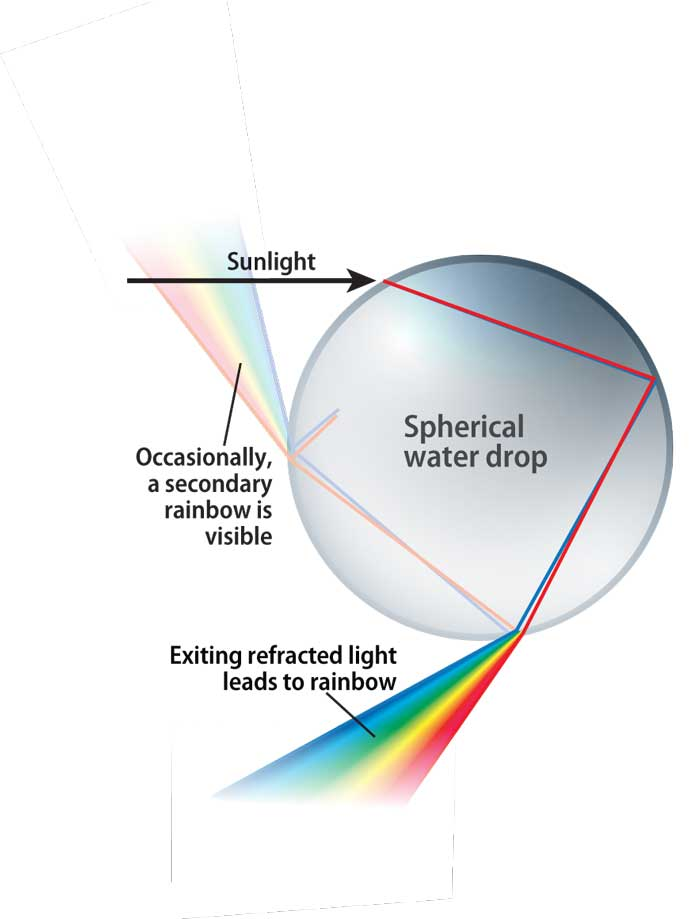 Sunlight
Spherical
water drop
Occasionally,
a secondary
rainbow is
visible
Exiting refracted light
leads to rainbow